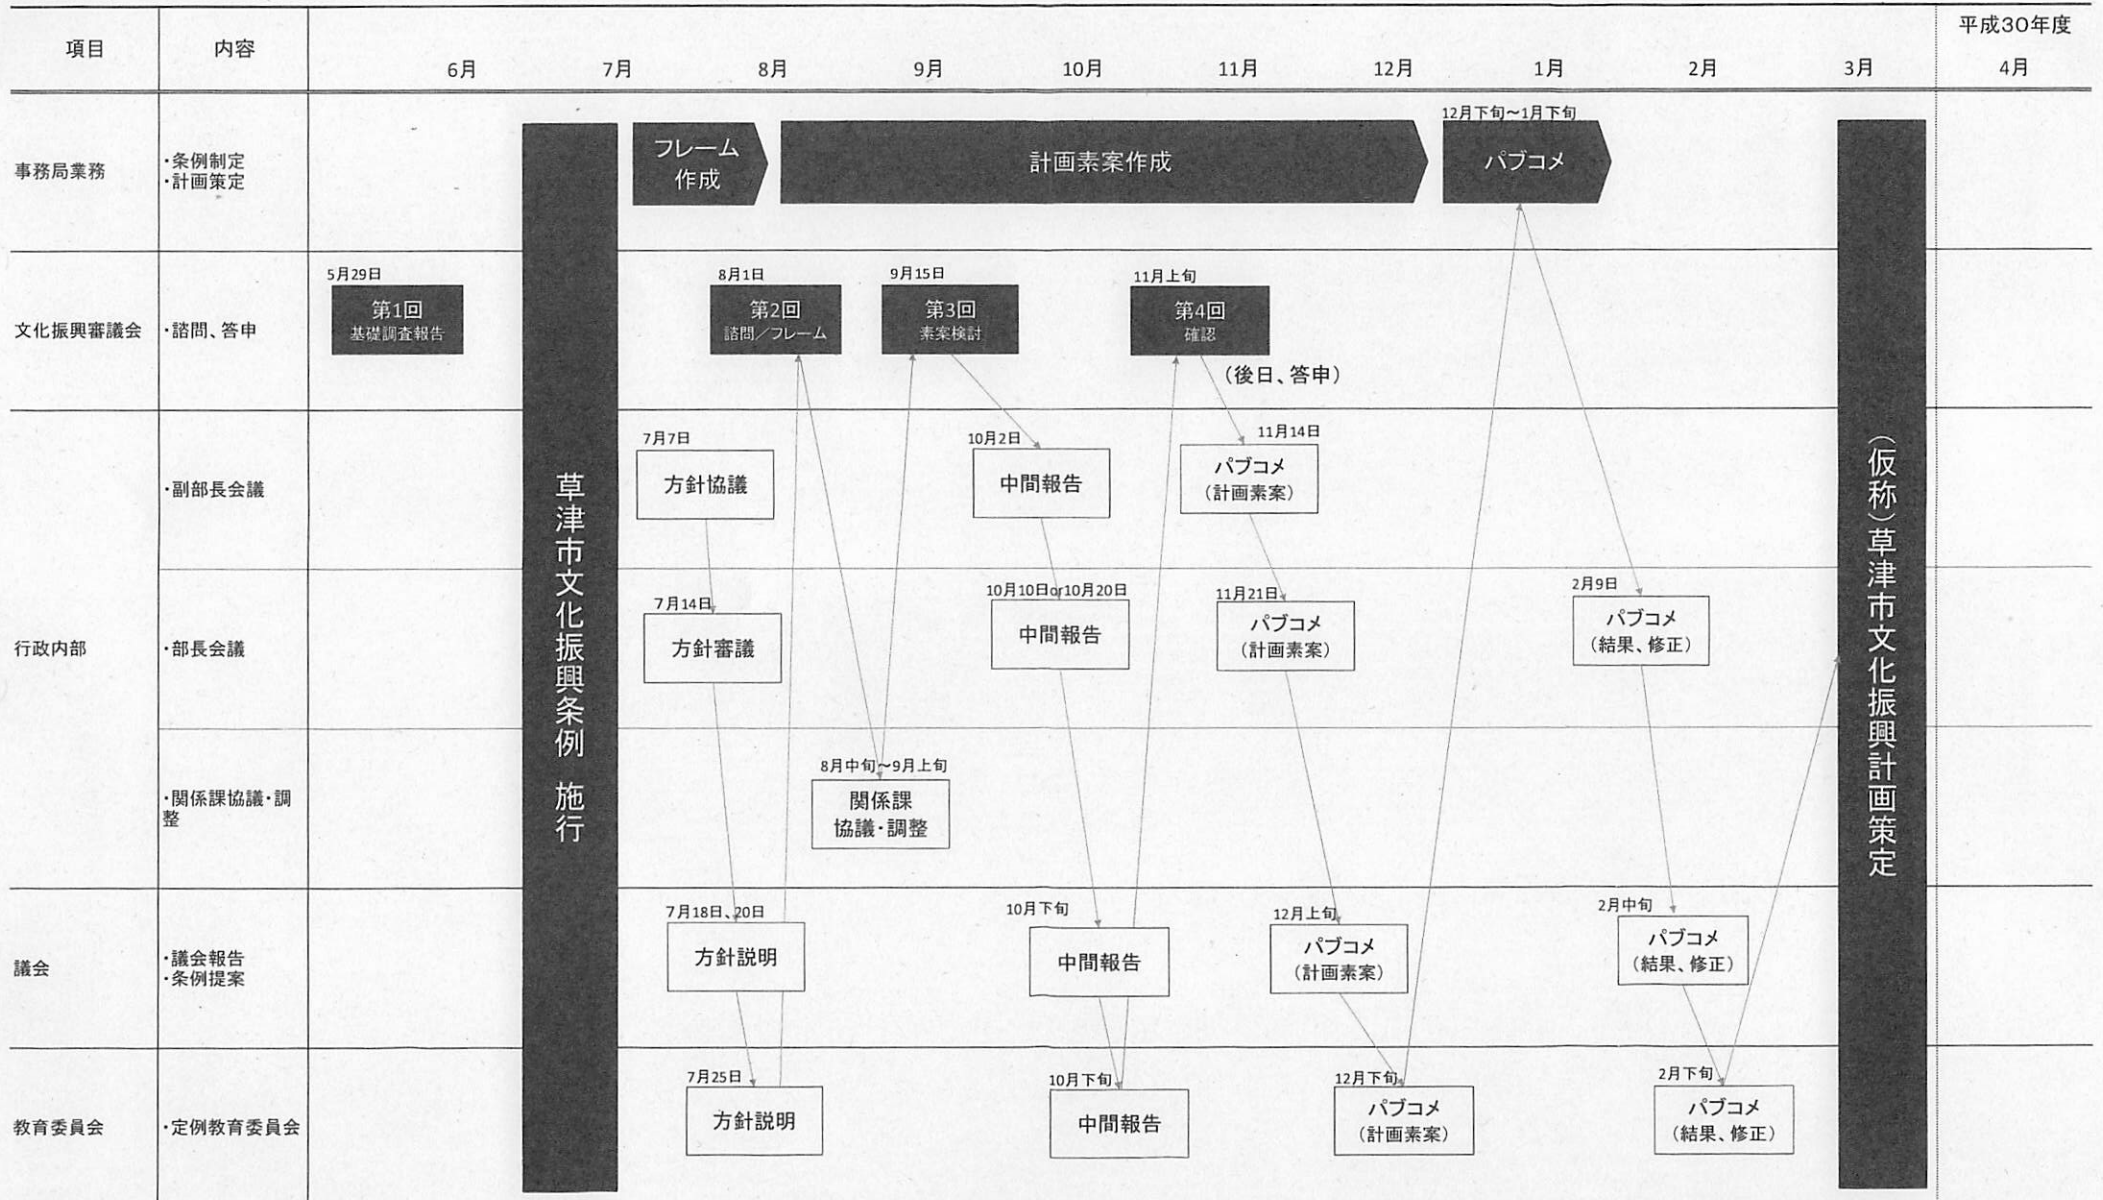 項目
内容
平成30年度
6月
7月
8月
9月
10月
11月
12月
1月
2月
3月
4月
事務局業務
・条例制定
・計画策定
フレーム
作成
計画素案作成
12月下旬～1月下旬
パブコメ
文化振興審議会
・諮問、答申
5月29日
第1回
基礎調査報告
8月1日
第2回
諮問／フレーム
9月15日
第3回
素案検討
11月上旬
第4回
確認
（後日、答申）
草津市文化振興条例 施行
（仮称）草津市文化振興計画策定
行政内部
・副部長会議
7月7日
方針協議
10月2日
中間報告
11月14日
パブコメ
（計画素案）
・部長会議
7月14日
方針審議
10月10日or10月20日
中間報告
11月21日
パブコメ
（計画素案）
2月9日
パブコメ
（結果、修正）
・関係課協議・調
整
8月中旬～9月上旬
関係課
協議・調整
議会
・議会報告
・条例提案
7月18日、20日
方針説明
10月下旬
中間報告
12月上旬
パブコメ
（計画素案）
2月中旬
パブコメ
（結果、修正）
教育委員会
・定例教育委員会
7月25日
方針説明
10月下旬
中間報告
12月下旬
パブコメ
（計画素案）
2月下旬
パブコメ
（結果、修正）